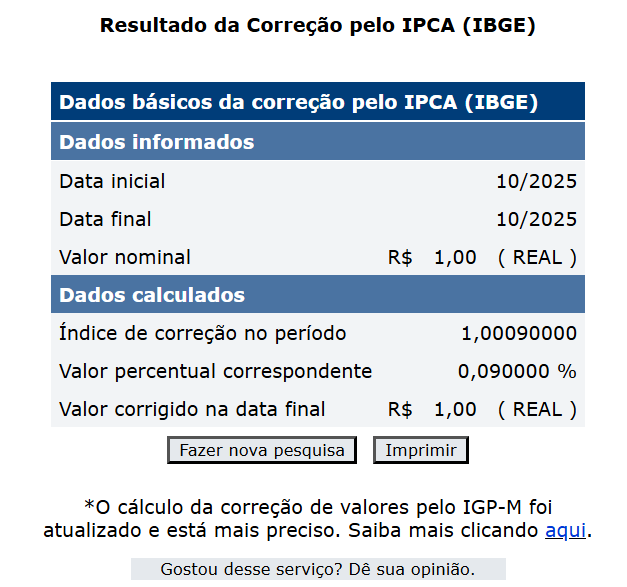 Resultado da Correção pelo IPCA (IBGE)
Dados básicos da correção pelo IPCA (IBGE)
Dados informados
Data inicial 10/2025
Data final 10/2025
Valor nominal R$ 1,00 ( REAL )
Dados calculados
Índice de correção no período 1,00090000
Valor percentual correspondente 0,090000 %
Valor corrigido na data final R$ 1,00 ( REAL )
Fazer nova pesquisa Imprimir
*O cálculo da correção de valores pelo IGP-M foi
atualizado e está mais preciso. Saiba mais clicando aqui.
Gostou desse serviço? Dê sua opinião.